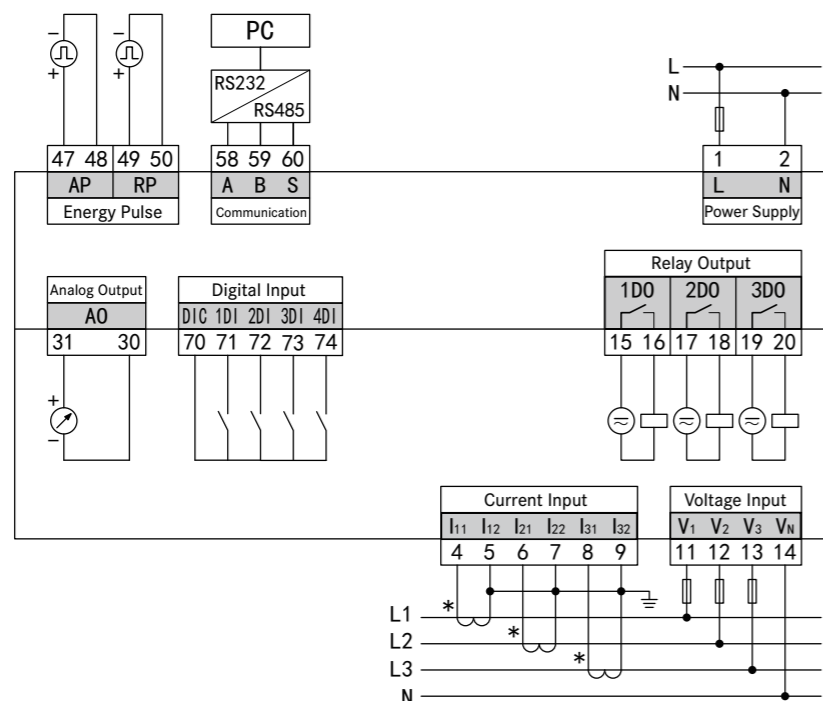 PC
RS232
RS485
L
N
47 48 49 50
AP RP
Energy Pulse
58 59 60
A B S
Communication
1 2
L N
Power Supply
Analog Output
AO
31 30
Digital Input
DIC 1DI 2DI 3DI 4DI
70 71 72 73 74
Relay Output
1DO 2DO 3DO
15 16 17 18 19 20
- + - +
+ -
Current Input
I11 I12 I21 I22 I31 I32
4 5 6 7 8 9
Voltage Input
V1 V2 V3 VN
11 12 13 14
* * *
L1
L2
L3
N